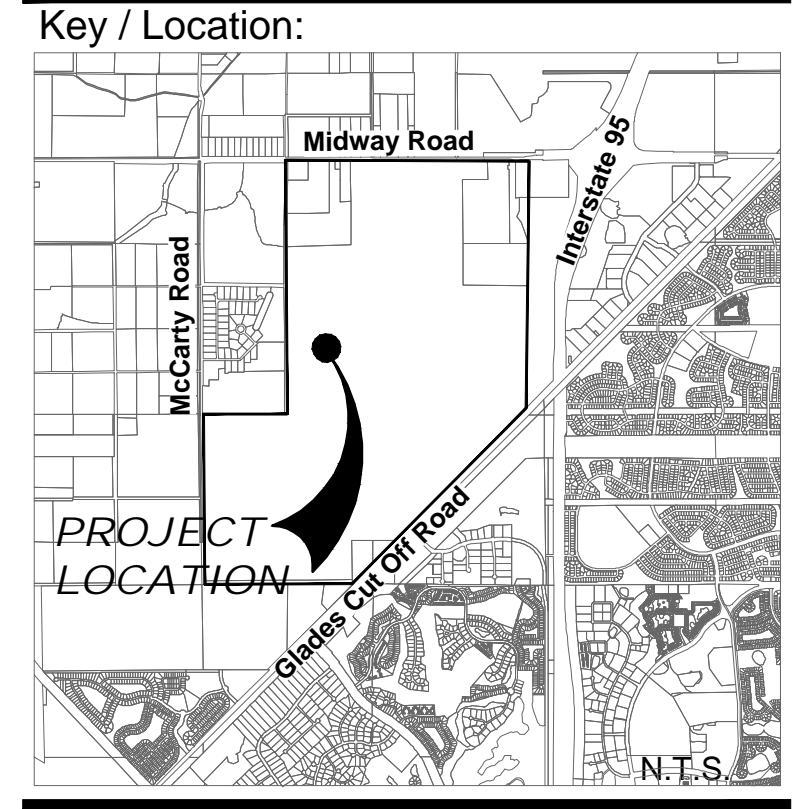 Key / Location:
Midway Road
Interstate 95
McCarty Road
PROJECT
LOCATION
Glades Cut Off Road
N.T.S.